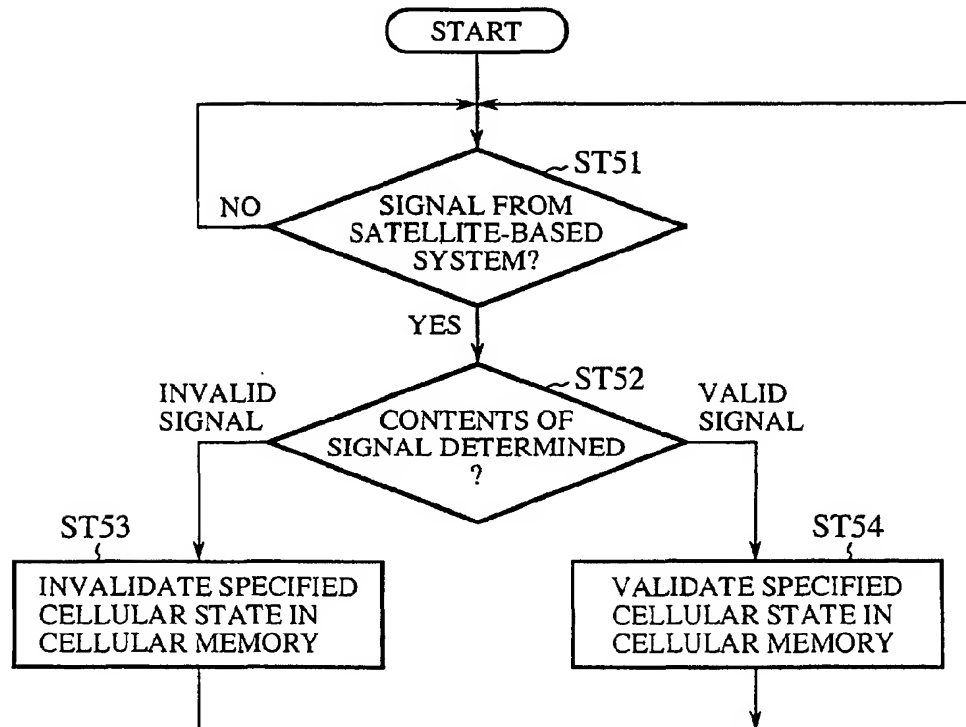 START
ST51
NO
SIGNAL FROM
SATELLITE-BASED
SYSTEM?
YES
ST52
INVALID
SIGNAL
VALID
SIGNAL
CONTENTS OF
SIGNAL DETERMINED
?
ST53
ST54
INVALIDATE SPECIFIED
CELLULAR STATE IN
CELLULAR MEMORY
VALIDATE SPECIFIED
CELLULAR STATE IN
CELLULAR MEMORY